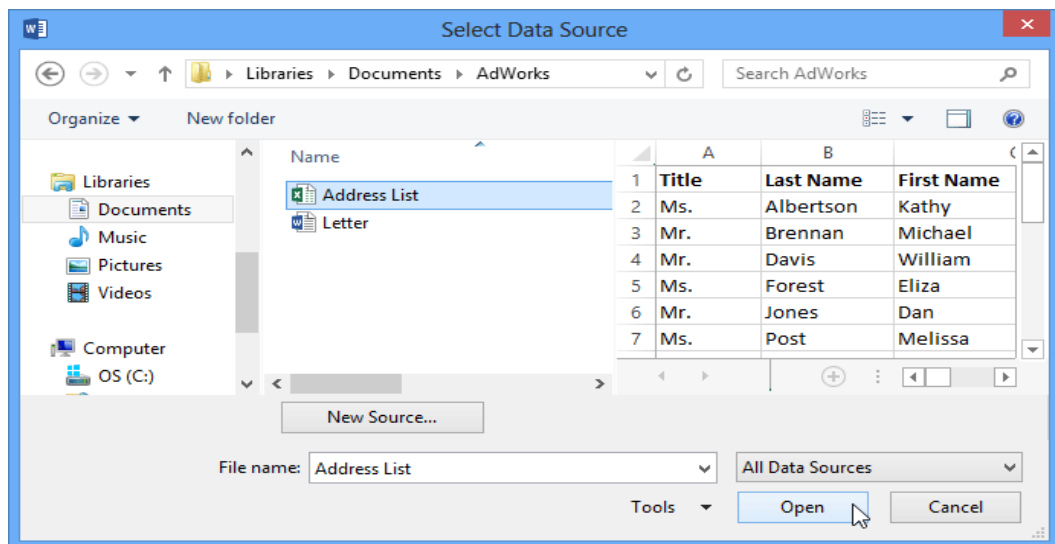 Select Data Source
Libraries Documents AdWorks
Search AdWorks
Organize
New folder
Libraries
Documents
Music
Pictures
Videos
Computer
OS (C:)
Name
Address List
Letter
A B
1 Title Last Name First Name
2 Ms. Albertson Kathy
3 Mr. Brennan Michael
4 Mr. Davis William
5 Ms. Forest Eliza
6 Mr. Jones Dan
7 Ms. Post Melissa
New Source...
File name: Address List
All Data Sources
Tools
Open
Cancel